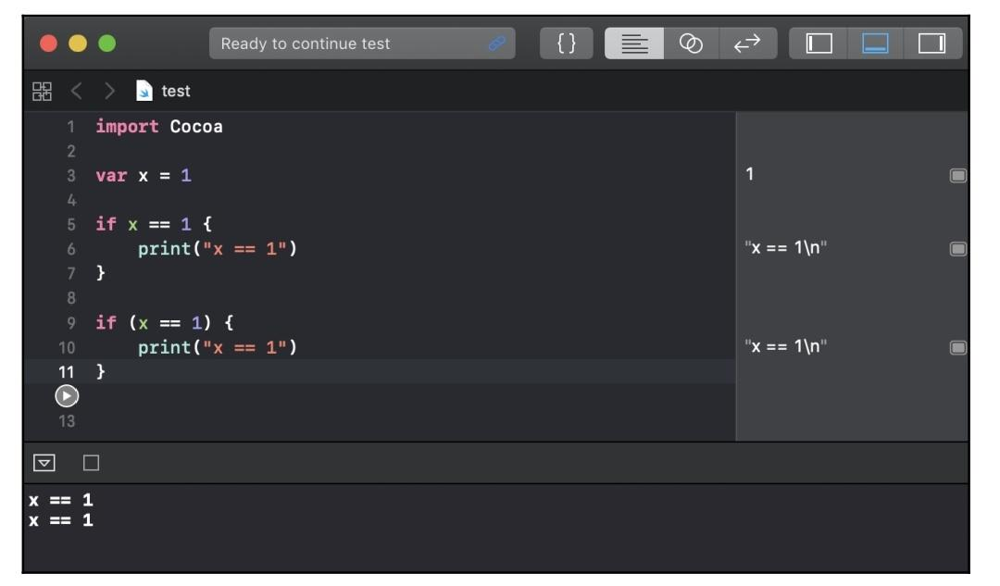 Ready to continue test
{}
test
1 import Cocoa
2
3 var x = 1
4
5 if x == 1 {
6     print("x == 1")
7 }
8
9 if (x == 1) {
10     print("x == 1")
11 }
13
1
"x == 1\n"
"x == 1\n"
x == 1
x == 1